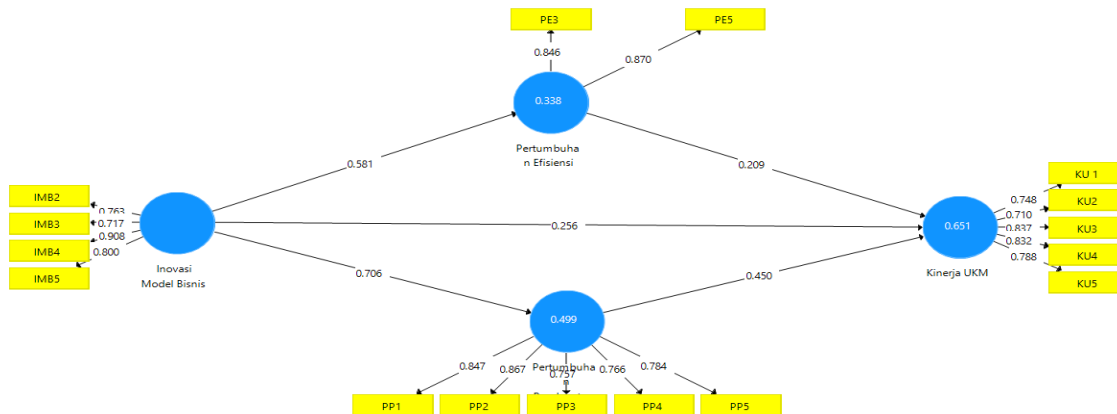 PE3
PE5
0.846
0.870
0.338
Pertumbuha
n Efisiensi
0.581
0.209
IMB2
IMB3
IMB4
IMB5
0.763
0.717
0.908
0.800
Inovasi
Model Bisnis
0.256
KU 1
KU2
KU3
KU4
KU5
0.748
0.710
0.837
0.832
0.788
0.651
Kinerja UKM
0.706
0.450
0.499
Pertumbuha
n
0.847
0.867
0.757
0.766
0.784
PP1
PP2
PP3
PP4
PP5